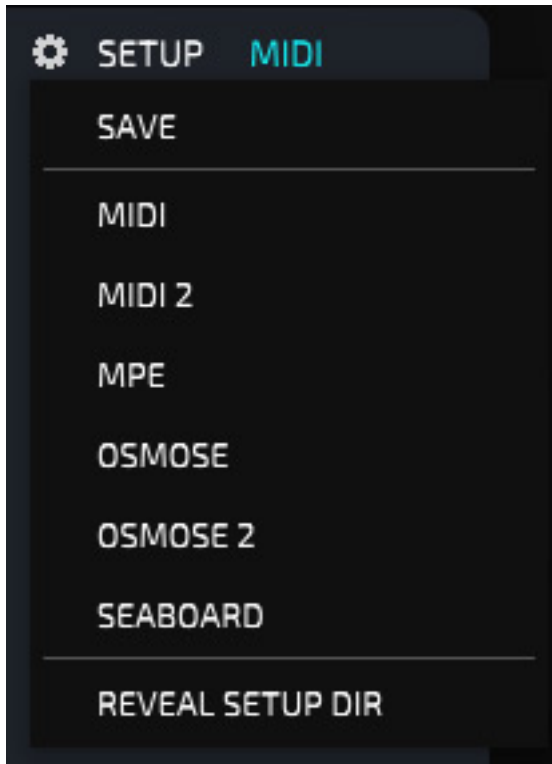 SETUP MIDI
SAVE
MIDI
MIDI 2
MPE
OSMOSE
OSMOSE 2
SEABOARD
REVEAL SETUP DIR